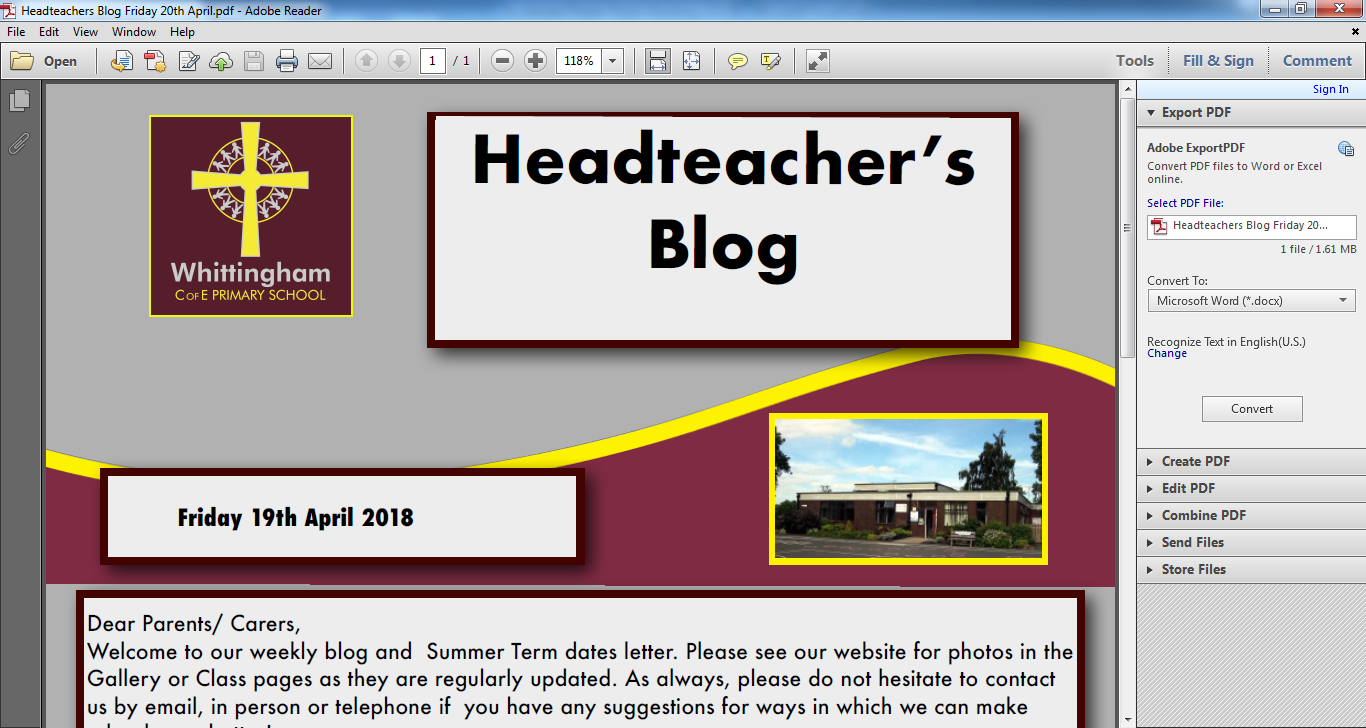 Headteachers Blog Friday 20th April.pdf - Adobe Reader
File Edit View Window Help
Open 1 / 1 118% Tools Fill & Sign Comment
Sign In
Export PDF
Adobe ExportPDF
Convert PDF files to Word or Excel
online.
Select PDF File:
Headteachers Blog Friday 20...
1 file / 1.61 MB
Convert To:
Microsoft Word (*.docx)
Recognize Text in English(U.S.)
Change
Convert
Create PDF
Edit PDF
Combine PDF
Send Files
Store Files
Whittingham
C OF E PRIMARY SCHOOL
Headteacher’s
Blog
Friday 19th April 2018
Dear Parents/ Carers,
Welcome to our weekly blog and  Summer Term dates letter. Please see our website for photos in the
Gallery or Class pages as they are regularly updated. As always, please do not hesitate to contact
us by email, in person or telephone if  you have any suggestions for ways in which we can make